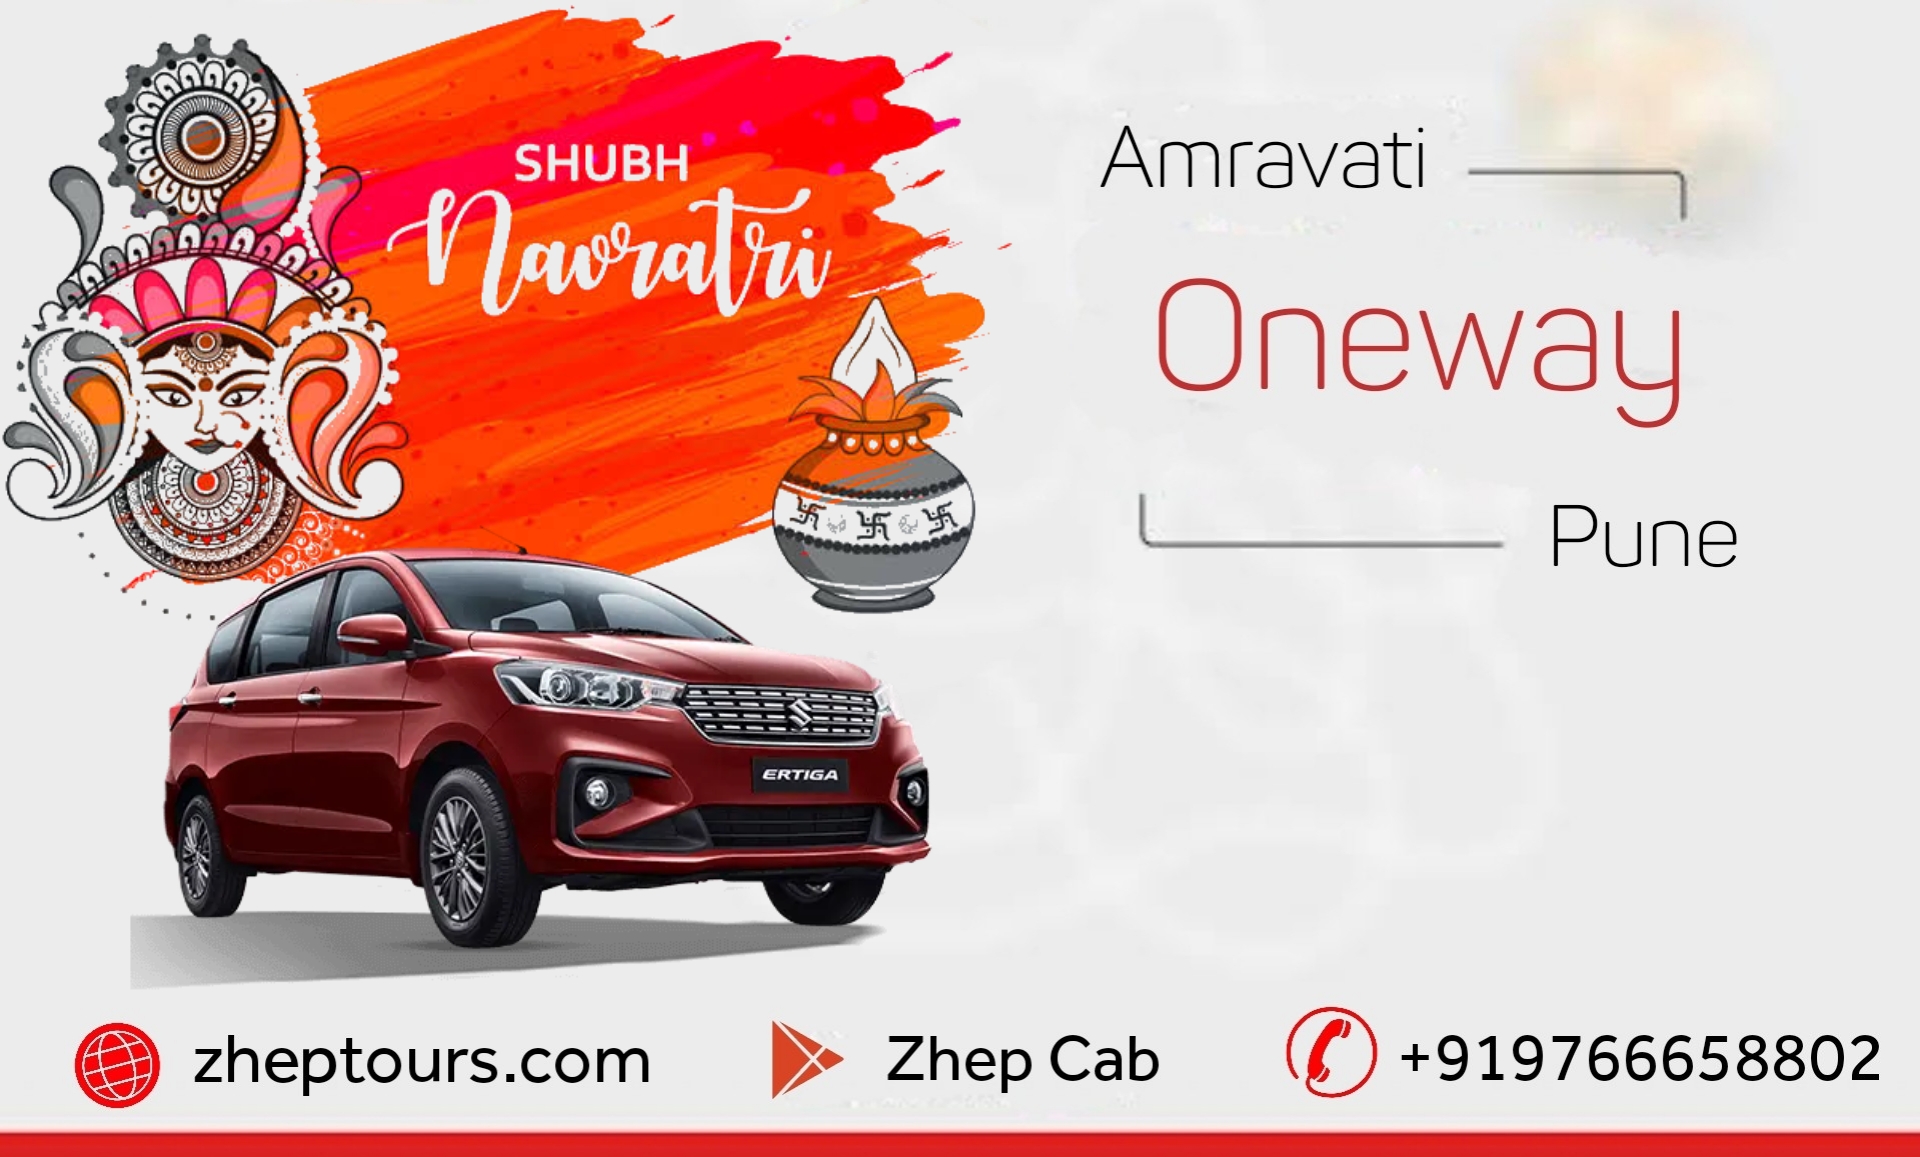 SHUBH
Navratri
Amravati
Oneway
Pune
ERTIGA
zheptours.com
Zhep Cab
+919766658802